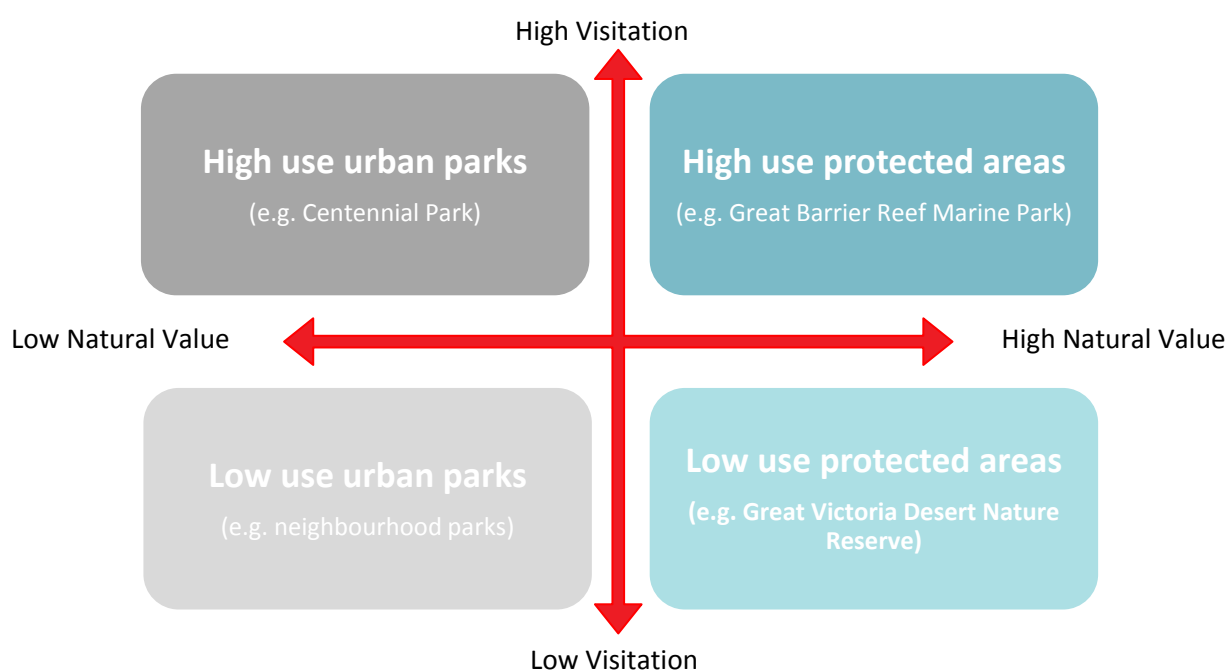 High Visitation
High use urban parks
(e.g. Centennial Park)
High use protected areas
(e.g. Great Barrier Reef Marine Park)
Low Natural Value
High Natural Value
Low use urban parks
(e.g. neighbourhood parks)
Low use protected areas
(e.g. Great Victoria Desert Nature
Reserve)
Low Visitation